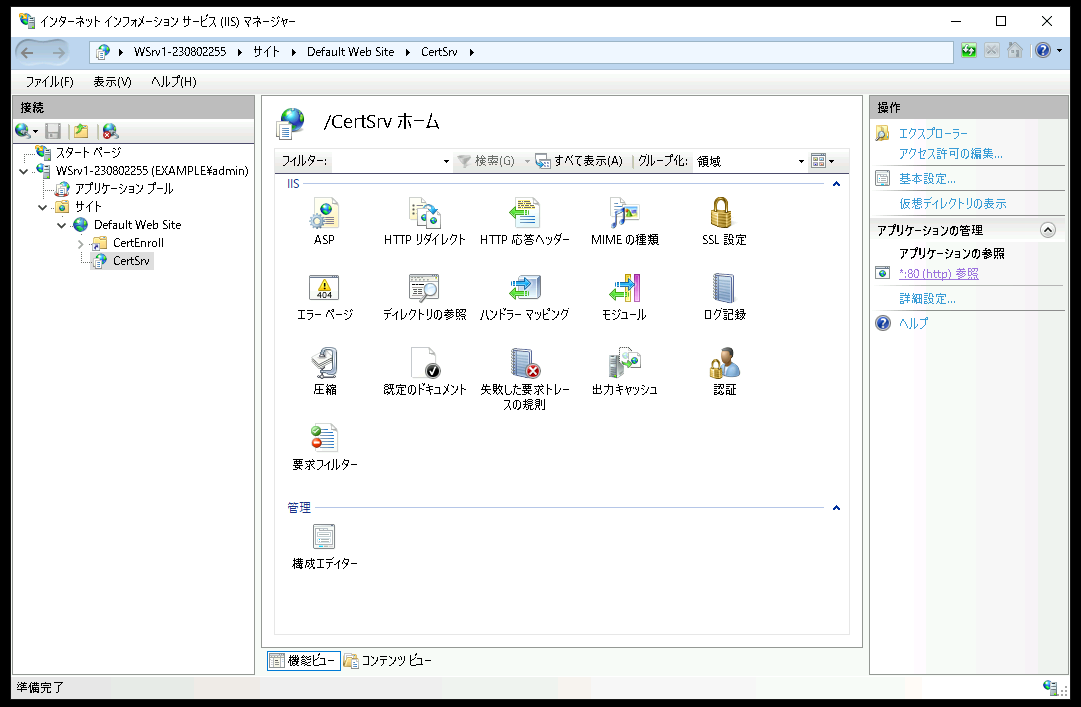 インターネット インフォメーション サービス (IIS) マネージャー
WSrv1-230802255
サイト
Default Web Site
CertSrv
ファイル(F)
表示(V)
ヘルプ(H)
接続
スタート ページ
WSrv1-230802255 (EXAMPLE¥admin)
アプリケーション プール
サイト
Default Web Site
CertEnroll
CertSrv
/CertSrv ホーム
フィルター:
検索(G)
すべて表示(A)
グループ化:
領域
IIS
ASP
HTTP リダイレクト
HTTP 応答ヘッダー
MIME の種類
SSL 設定
404
エラー ページ
ディレクトリの参照
ハンドラー マッピング
モジュール
ログ記録
圧縮
既定のドキュメント
失敗した要求トレー
スの規則
出力キャッシュ
認証
要求フィルター
管理
構成エディター
機能ビュー
コンテンツ ビュー
操作
エクスプローラー
アクセス許可の編集...
基本設定...
仮想ディレクトリの表示
アプリケーションの管理
アプリケーションの参照
*:80 (http) 参照
詳細設定...
ヘルプ
準備完了